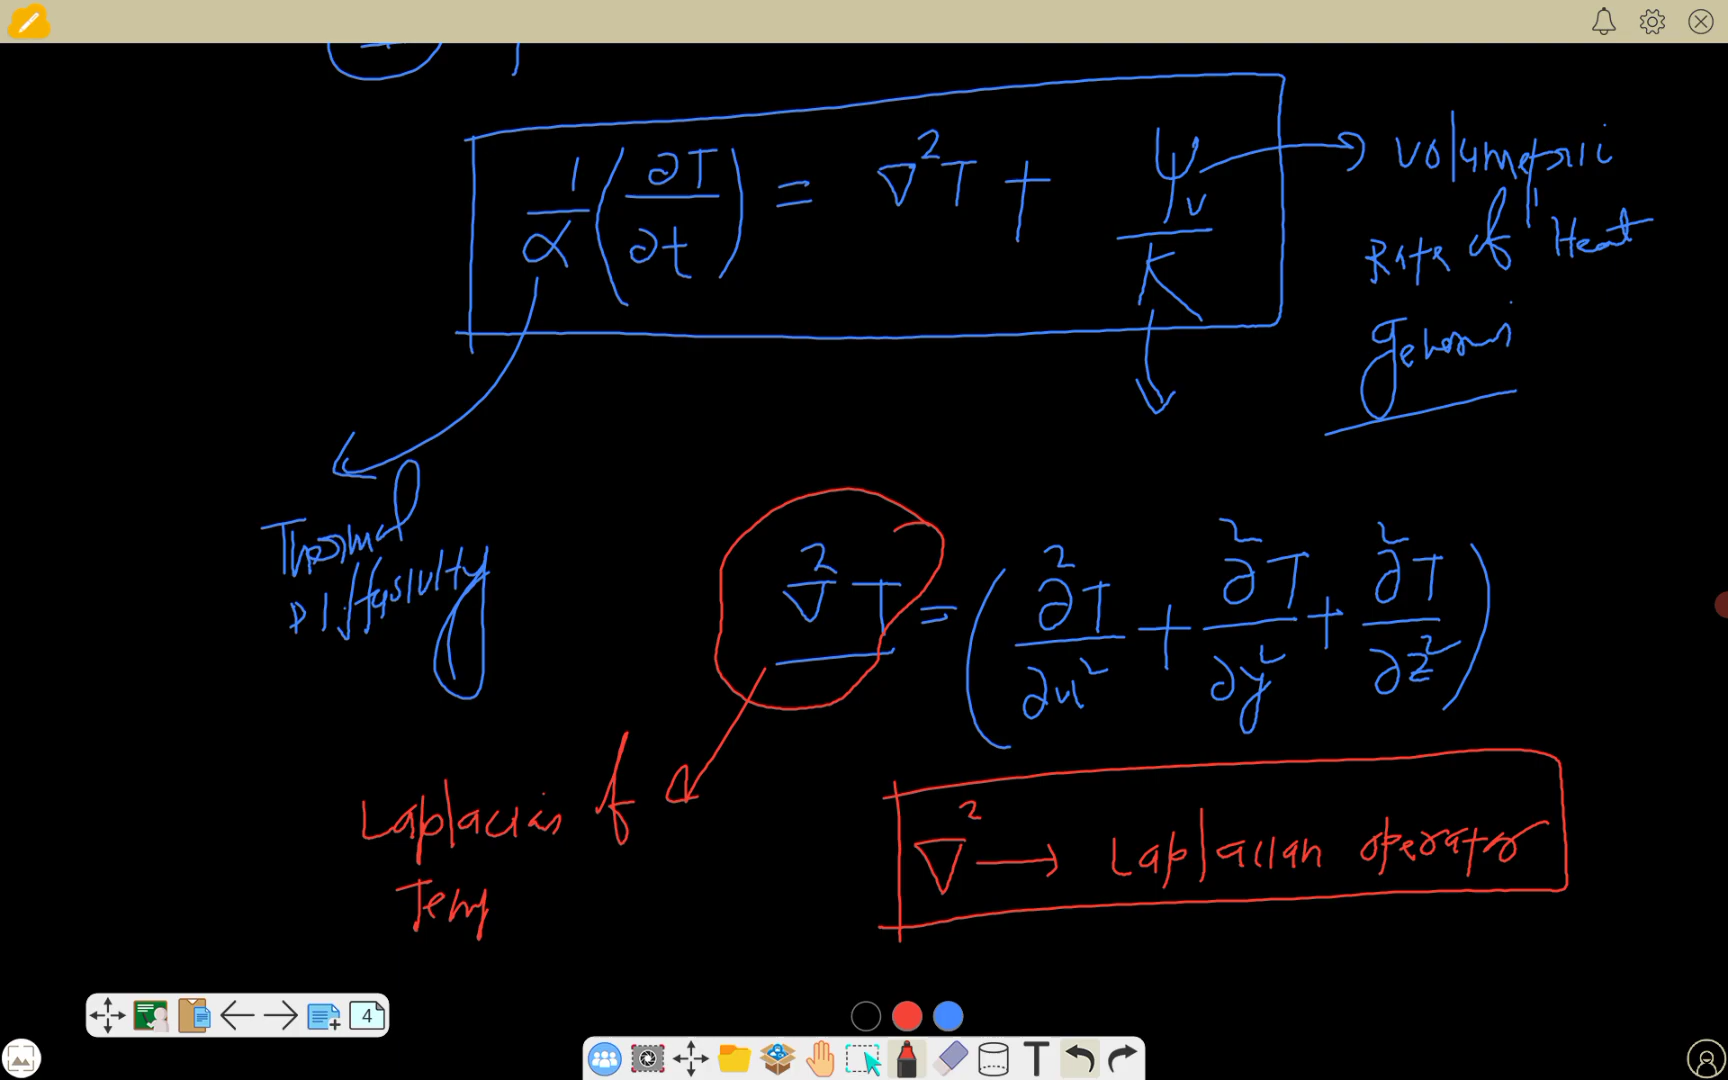 1/α (∂T/∂t) = ∇²T + ψᵥ/K
Volumetric
Rate of Heat
Thermal
Diffusivity
∇²T = (∂²T/∂x² + ∂²T/∂y² + ∂²T/∂z²)
Laplacian of
Temp
∇² → Laplacian operator
4
T